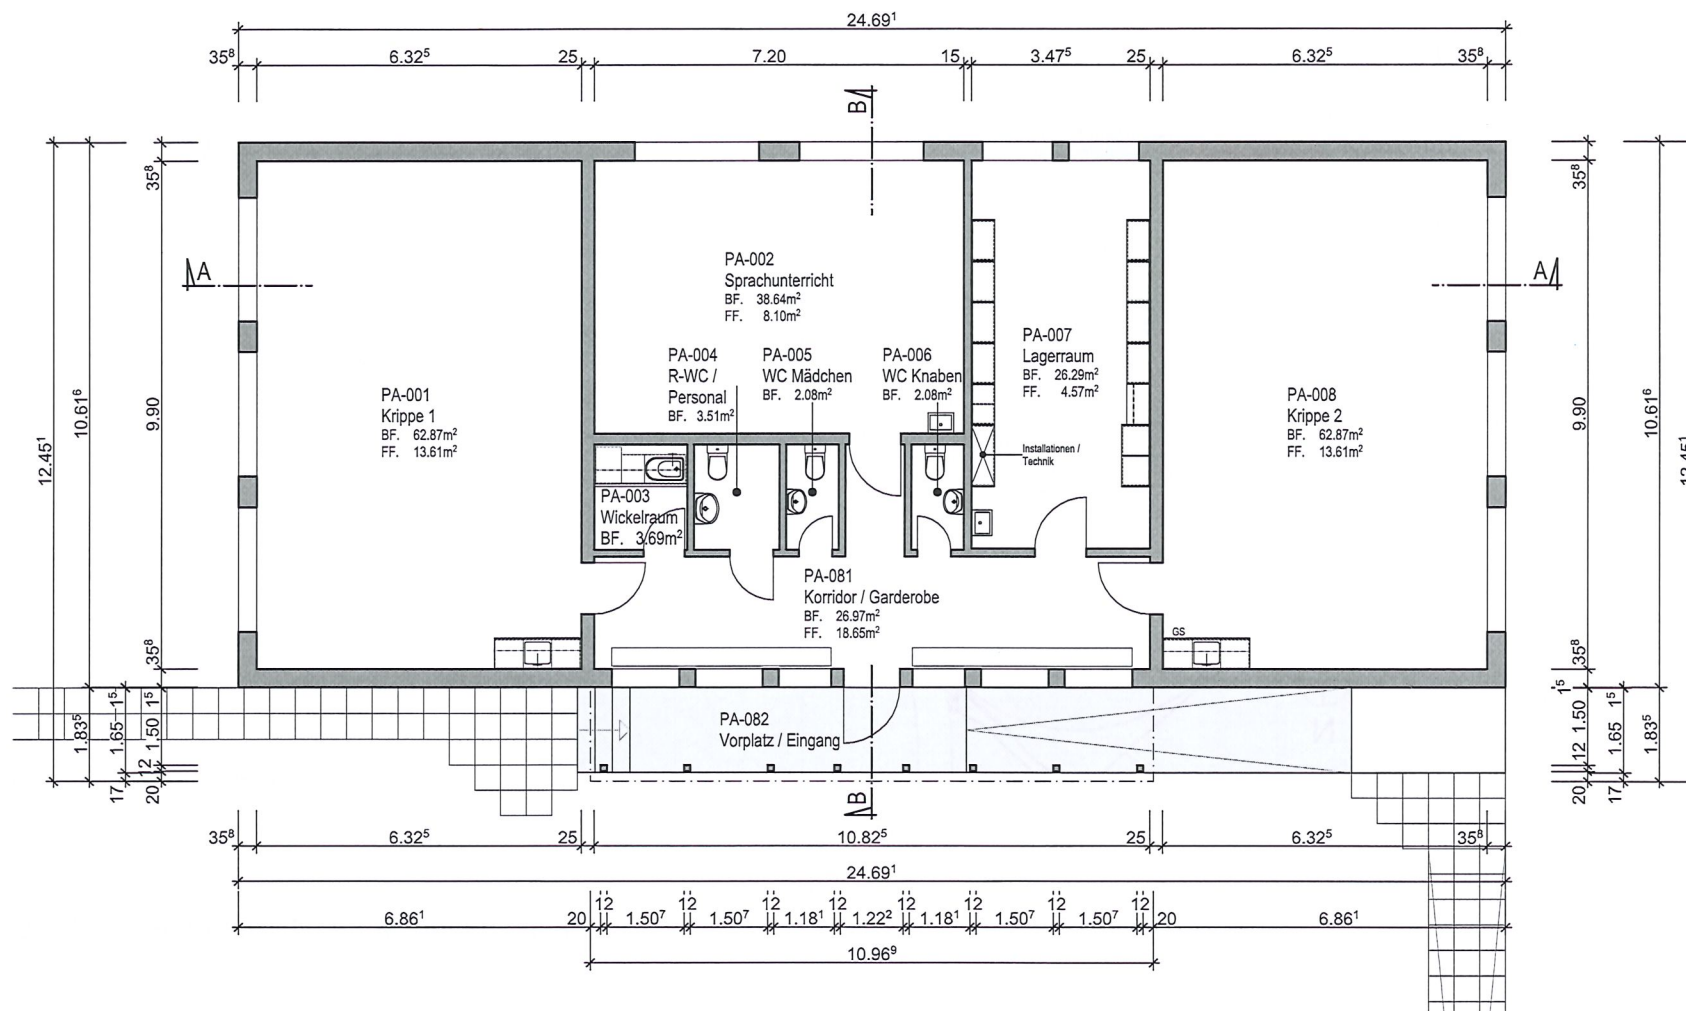 24.69¹
35⁸ 6.32⁵ 25 7.20 15 3.47⁵ 25 6.32⁵ 35⁸
B
12.45¹
10.61⁶
35⁸
9.90
35⁸
A
PA-001
Krippe 1
BF. 62.87m²
FF. 13.61m²
PA-002
Sprachunterricht
BF. 38.64m²
FF. 8.10m²
PA-004
R-WC /
Personal
BF. 3.51m²
PA-005
WC Mädchen
BF. 2.08m²
PA-006
WC Knaben
BF. 2.08m²
PA-007
Lagerraum
BF. 26.29m²
FF. 4.57m²
Installationen /
Technik
PA-003
Wickelraum
BF. 3.69m²
PA-008
Krippe 2
BF. 62.87m²
FF. 13.61m²
A
PA-081
Korridor / Garderobe
BF. 26.97m²
FF. 18.65m²
GS
PA-082
Vorplatz / Eingang
B
35⁸
9.90
35⁸
10.61⁶
12.45¹
1.83⁵
1.65 1⁵
17
1.50 1⁵
12
20
1⁵
1.50
12
20
1.65 1⁵
17
1.83⁵
35⁸ 6.32⁵ 25 10.82⁵ 25 6.32⁵ 35⁸
24.69¹
12 12 12 12 12 12 12 12
6.86¹ 20 1.50⁷ 1.50⁷ 1.18¹ 1.22² 1.18¹ 1.50⁷ 1.50⁷ 20 6.86¹
10.96⁹